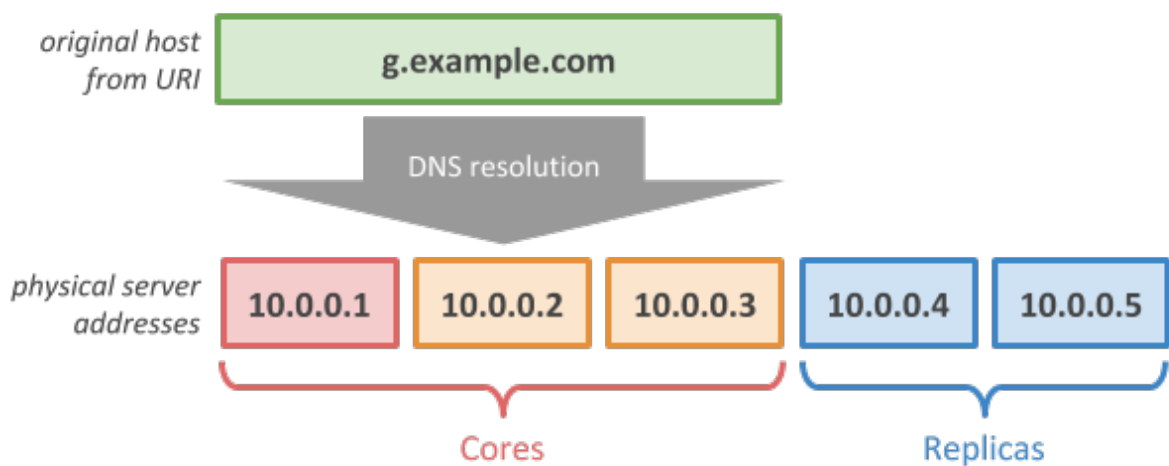 original host
from URI
g.example.com
DNS resolution
physical server
addresses
10.0.0.1
10.0.0.2
10.0.0.3
10.0.0.4
10.0.0.5
Cores
Replicas